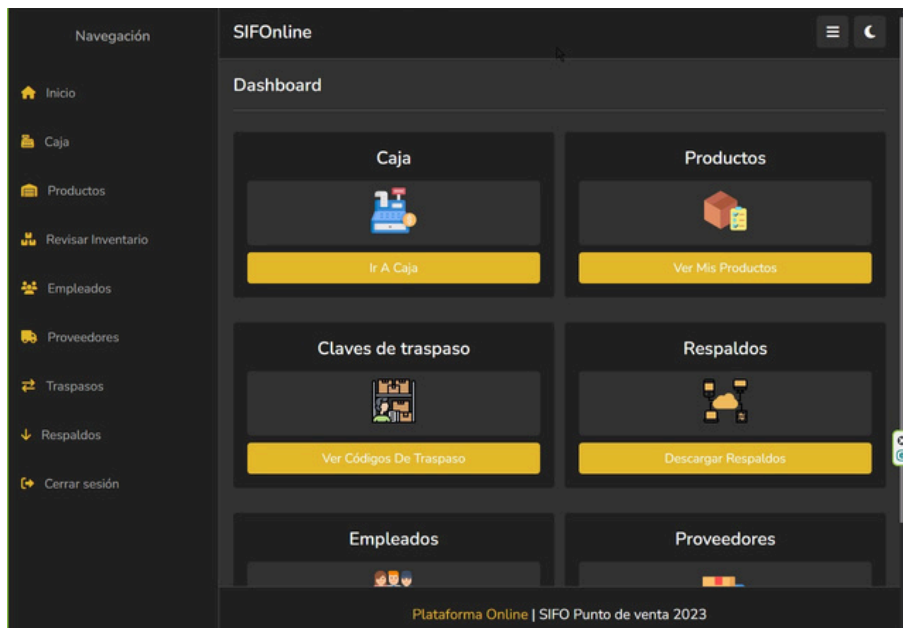 Navegación
Inicio
Caja
Productos
Revisar Inventario
Empleados
Proveedores
Traspasos
Respaldos
Cerrar sesión
SIFOnline
Dashboard
Caja
Ir A Caja
Productos
Ver Mis Productos
Claves de traspaso
Ver Códigos De Traspaso
Respaldos
Descargar Respaldos
Empleados
Proveedores
Plataforma Online | SIFO Punto de venta 2023